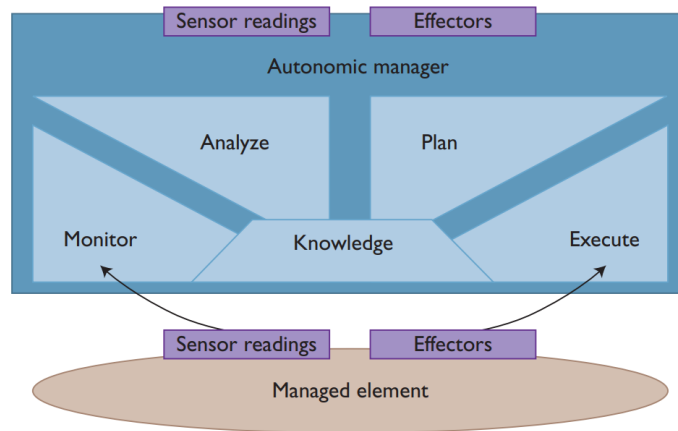 Sensor readings
Effectors
Autonomic manager
Analyze
Plan
Monitor
Knowledge
Execute
Sensor readings
Effectors
Managed element